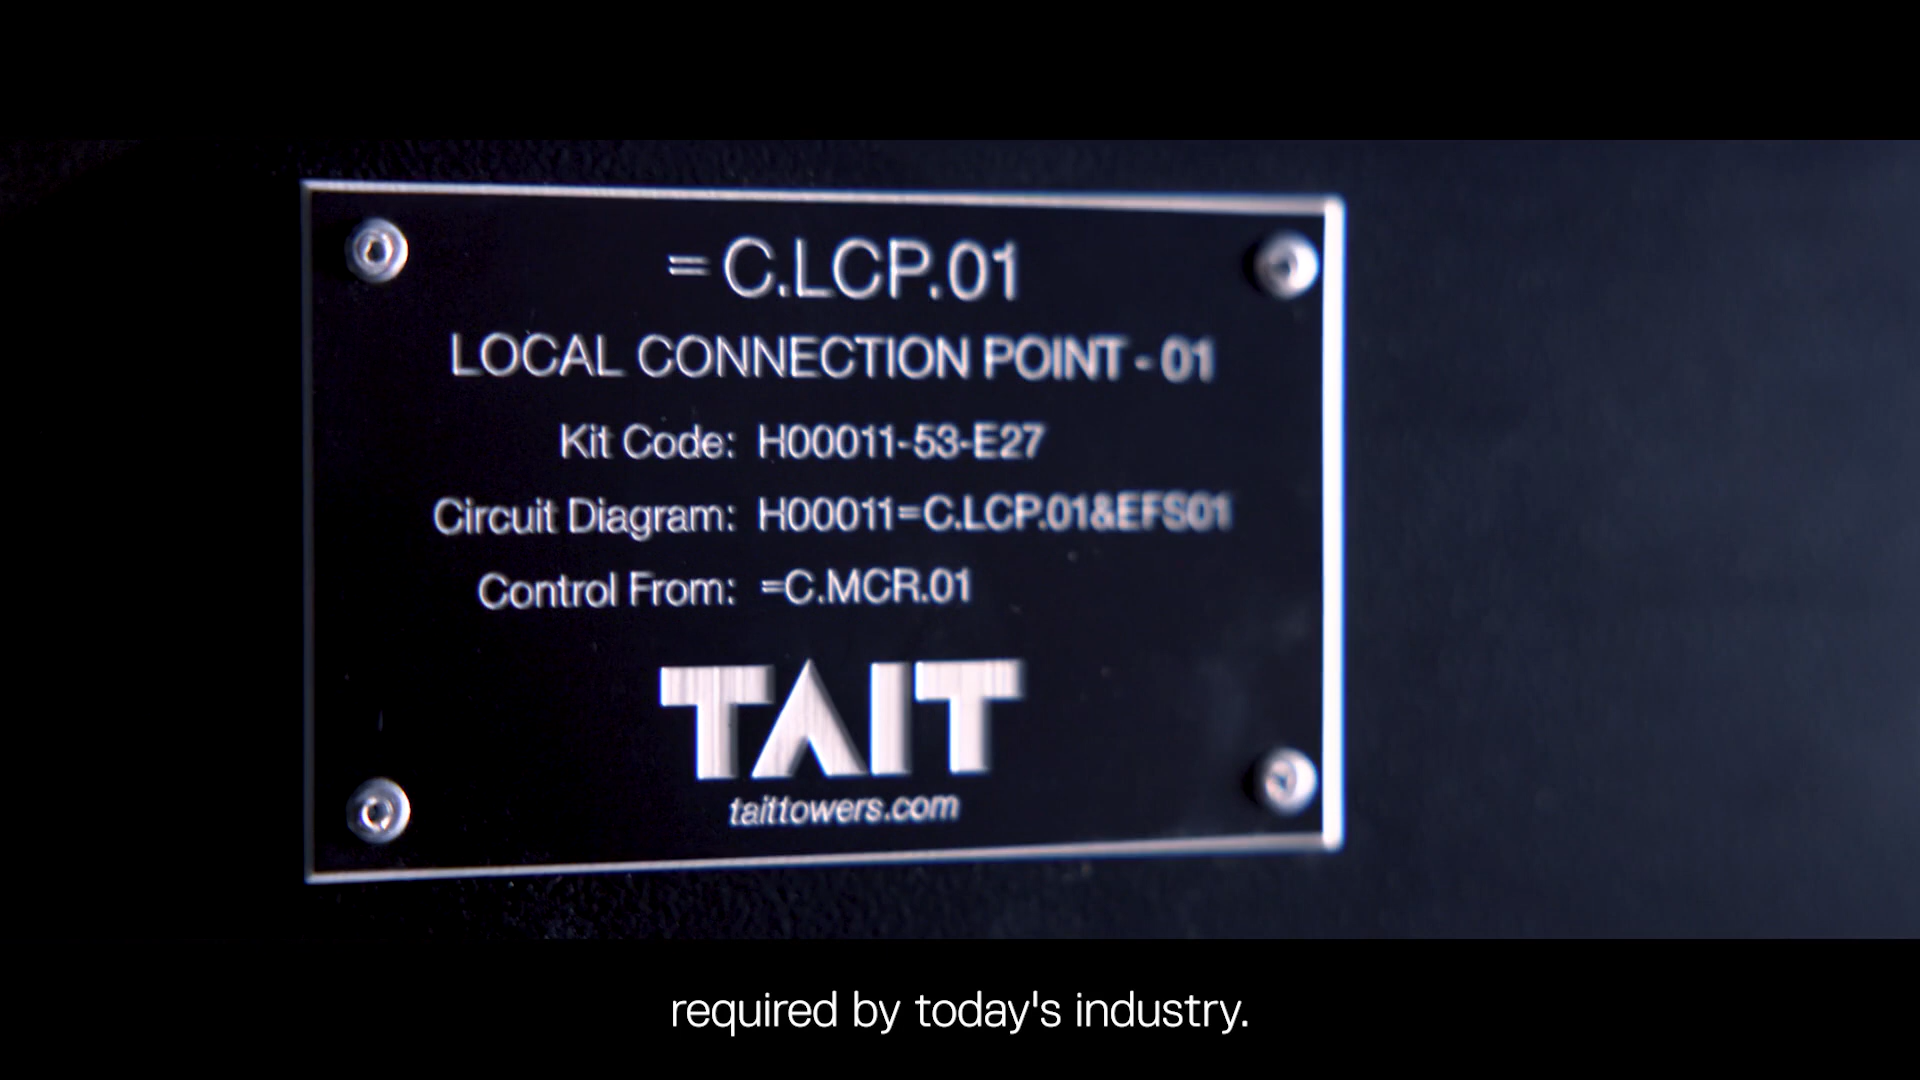 =C.LCP.01
LOCAL CONNECTION POINT - 01
Kit Code: H00011-53-E27
Circuit Diagram: H00011=C.LCP.01&EFS01
Control From: =C.MCR.01
TAIT
taittowers.com
required by today's industry.